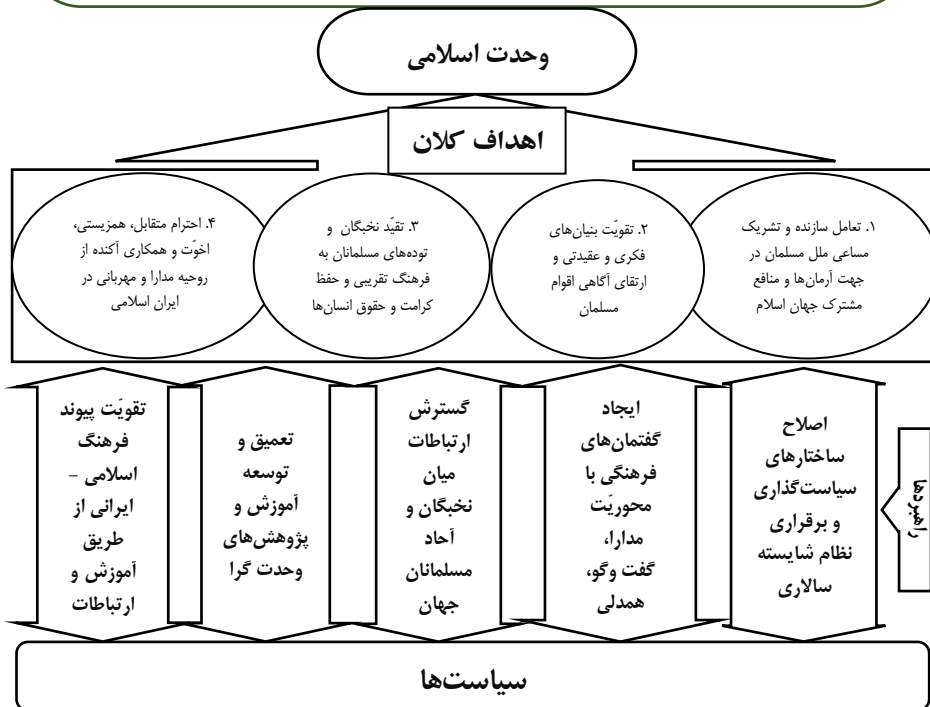 وحدت اسلامی
اهداف کلان
۱. تعامل سازنده و تشریک
مساعی ملل مسلمان در
جهت آرمان‌ها و منافع
مشترک جهان اسلام
۲. تقویّت بنیان‌های
فکری و عقیدتی و
ارتقای آگاهی اقوام
مسلمان
۳. تقیّد نخبگان و
توده‌های مسلمانان به
فرهنگ تقریبی و حفظ
کرامت و حقوق انسان‌ها
۴. احترام متقابل، همزیستی،
اخوّت و همکاری آکنده از
روحیه مدارا و مهربانی در
ایران اسلامی
راهبردها
اصلاح
ساختارهای
سیاست‌گذاری
و برقراری
نظام شایسته
سالاری
ایجاد
گفتمان‌های
فرهنگی با
محوریّت
مدارا،
گفت وگو،
همدلی
گسترش
ارتباطات
میان
نخبگان و
آحاد
مسلمانان
جهان
تعمیق و
توسعه
آموزش و
پژوهش‌های
وحدت گرا
تقویّت پیوند
فرهنگ
اسلامی –
ایرانی از
طریق
آموزش و
ارتباطات
سیاست‌ها